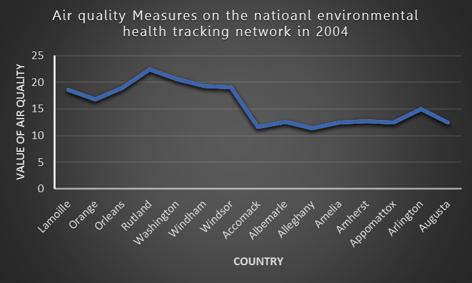 Air quality Measures on the natioanl environmental
health tracking network in 2004
VALUE OF AIR QUALITY
25
20
15
10
5
0
Lamoille
Orange
Orleans
Rutland
Washington
Windham
Windsor
Accomack
Albemarle
Alleghany
Amelia
Amherst
Appomattox
Arlington
Augusta
COUNTRY